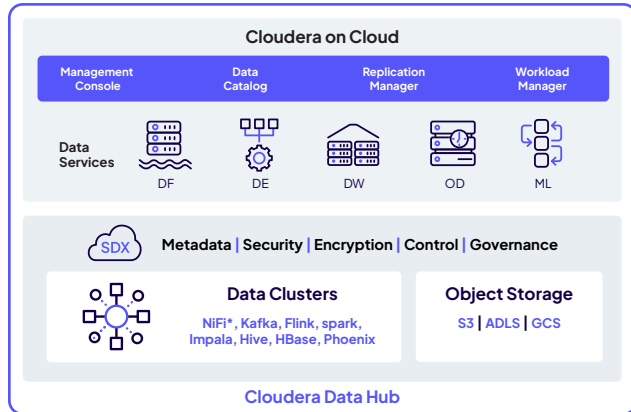 Cloudera on Cloud
Management Console
Data Catalog
Replication Manager
Workload Manager
Data Services
DF
DE
DW
OD
ML
SDX
Metadata | Security | Encryption | Control | Governance
Data Clusters
NiFi*, Kafka, Flink, spark,
Impala, Hive, HBase, Phoenix
Object Storage
S3 | ADLS | GCS
Cloudera Data Hub